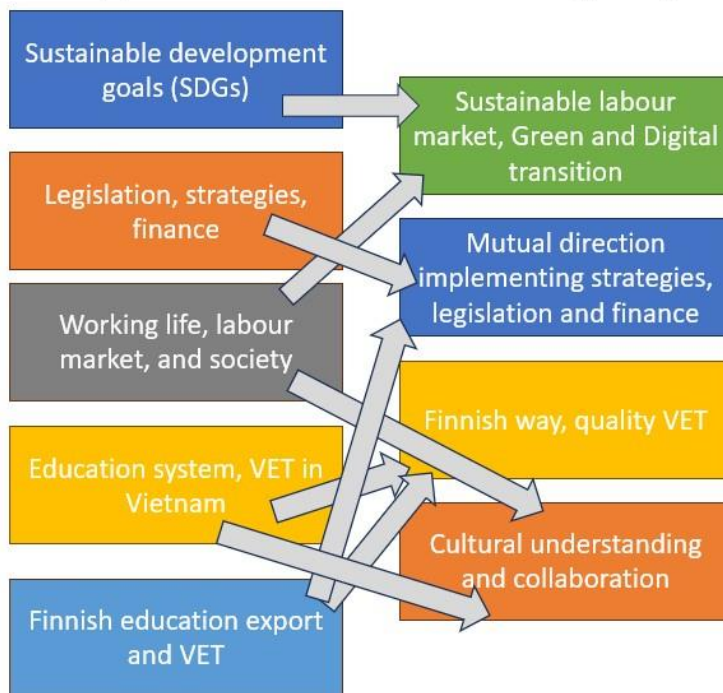 Sustainable development
goals (SDGs)
Legislation, strategies,
finance
Working life, labour
market, and society
Education system, VET in
Vietnam
Finnish education export
and VET
Sustainable labour
market, Green and Digital
transition
Mutual direction
implementing strategies,
legislation and finance
Finnish way, quality VET
Cultural understanding
and collaboration